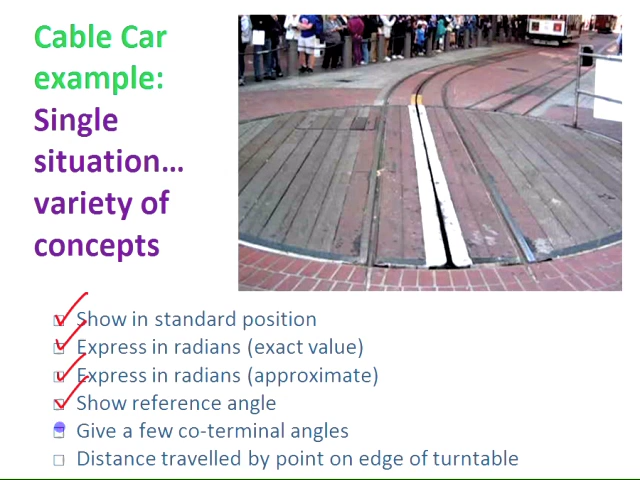 Cable Car
example:
Single
situation...
variety of
concepts
Show in standard position
Express in radians (exact value)
Express in radians (approximate)
Show reference angle
Give a few co-terminal angles
Distance travelled by point on edge of turntable